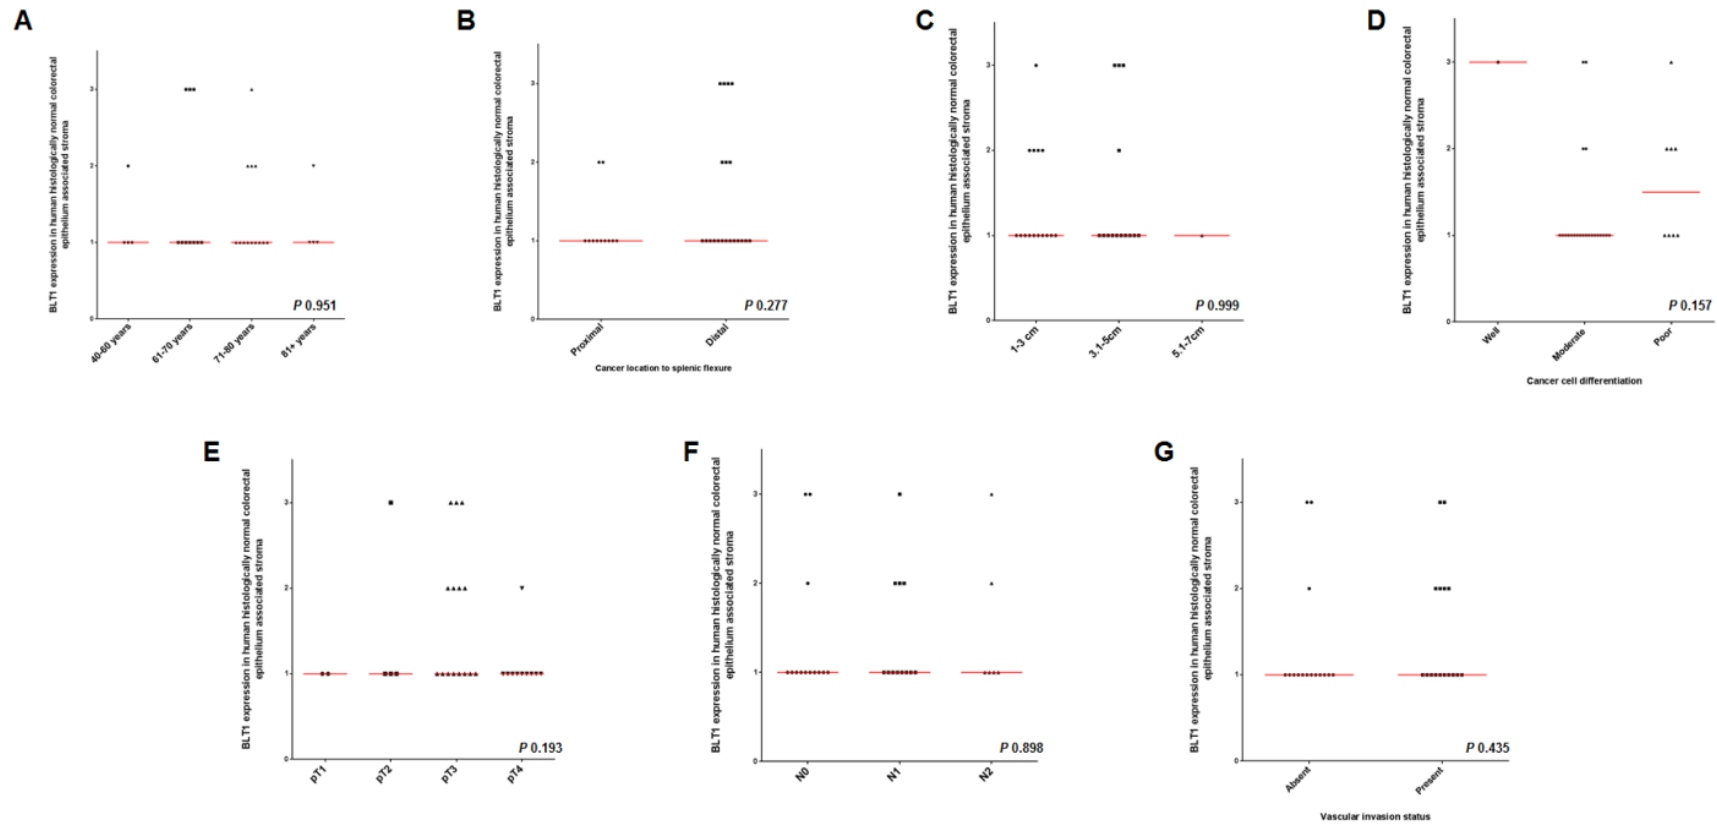 A
BLT1 expression in human histologically normal colorectal
epithelium associated stroma
3
2
1
0
P 0.951
40-60 years
61-70 years
71-80 years
81+ years
B
BLT1 expression in human histologically normal colorectal
epithelium associated stroma
3
2
1
0
P 0.277
Proximal
Distal
Cancer location to splenic flexure
C
BLT1 expression in human histologically normal colorectal
epithelium associated stroma
3
2
1
0
P 0.999
1-3 cm
3.1-5cm
5.1-7cm
D
BLT1 expression in human histologically normal colorectal
epithelium associated stroma
3
2
1
0
P 0.157
Well
Moderate
Poor
Cancer cell differentiation
E
BLT1 expression in human histologically normal colorectal
epithelium associated stroma
3
2
1
0
P 0.193
pT1
pT2
pT3
pT4
F
BLT1 expression in human histologically normal colorectal
epithelium associated stroma
3
2
1
0
P 0.898
N0
N1
N2
G
BLT1 expression in human histologically normal colorectal
epithelium associated stroma
3
2
1
0
P 0.435
Absent
Present
Vascular invasion status